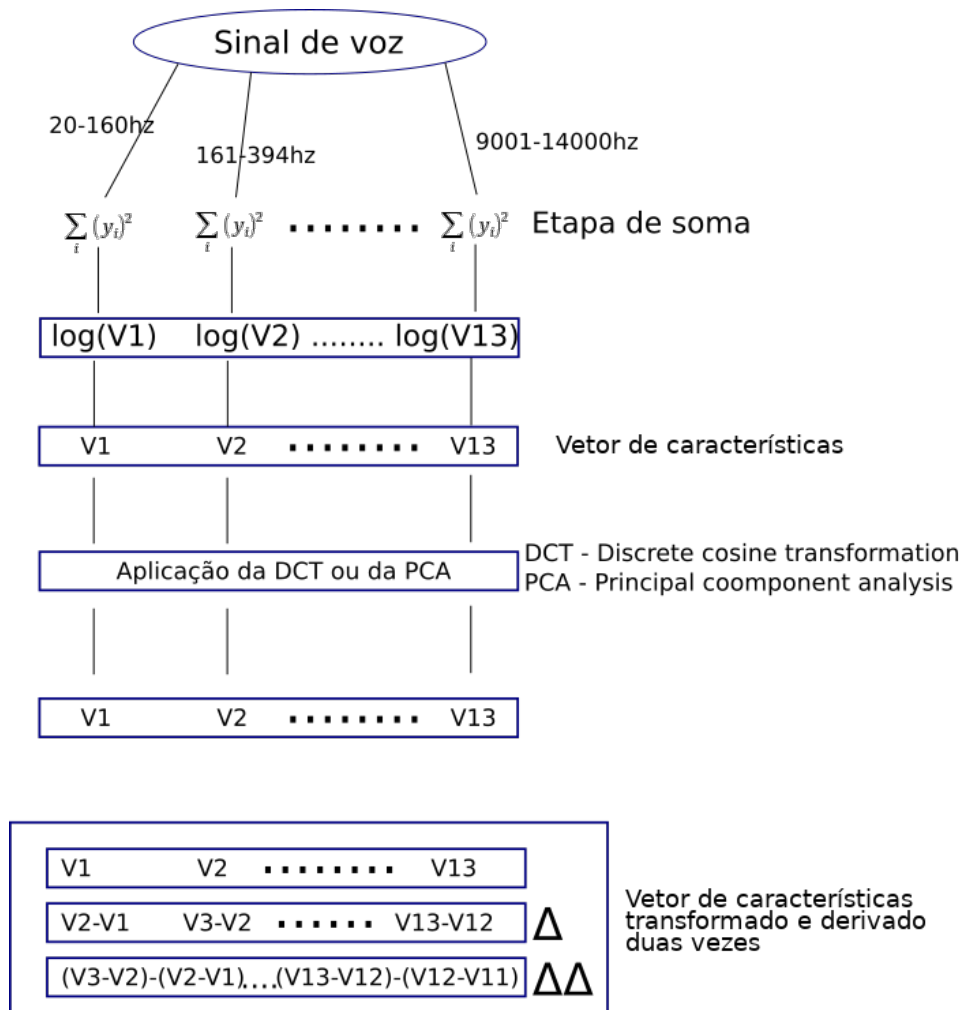 Sinal de voz
20-160hz
161-394hz
9001-14000hz
∑i (yi)² ∑i (yi)² ........ ∑i (yi)² Etapa de soma
log(V1) log(V2) ........ log(V13)
V1 V2 ........ V13 Vetor de características
Aplicação da DCT ou da PCA
DCT - Discrete cosine transformation
PCA - Principal coomponent analysis
V1 V2 ........ V13
V1 V2 ........ V13
V2-V1 V3-V2 ...... V13-V12 Δ
(V3-V2)-(V2-V1),....(V13-V12)-(V12-V11) ΔΔ
Vetor de características
transformado e derivado
duas vezes